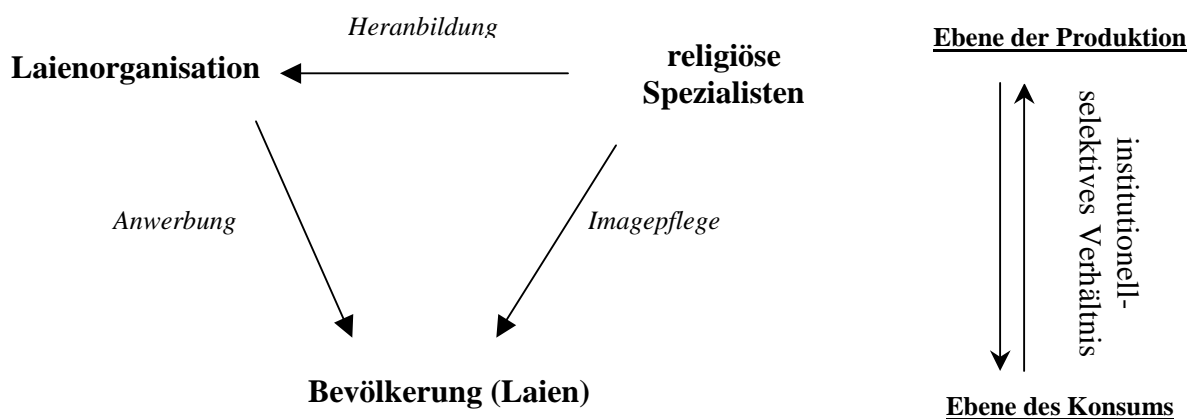 Heranbildung
Laienorganisation
religiöse
Spezialisten
Anwerbung
Imagepflege
Bevölkerung (Laien)
Ebene der Produktion
institutionell-
selektives Verhältnis
Ebene des Konsums